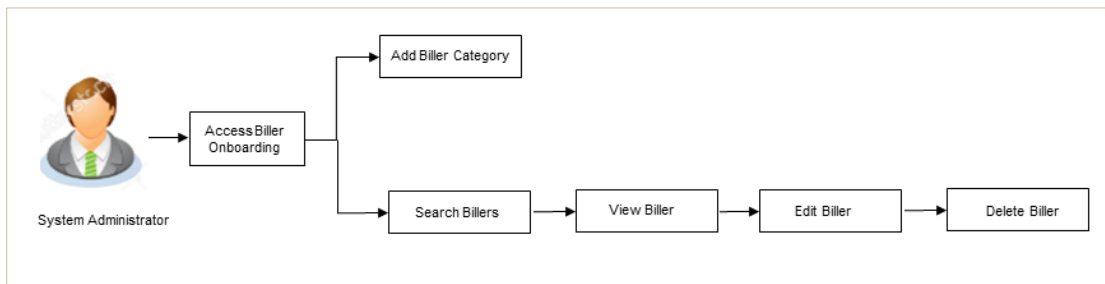 Add Biller Category
Access Biller
Onboarding
System Administrator
Search Billers
View Biller
Edit Biller
Delete Biller